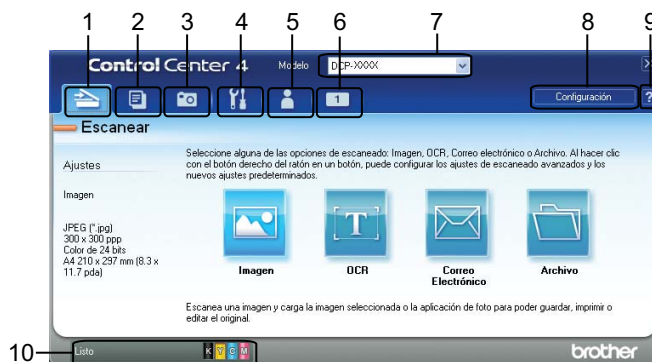 1 2 3 4 5 6 7 8 9
Control Center 4 Modelo DCP-XXXX
1 Configuración ?
Escanear
Ajustes
Imagen
JPEG (*.jpg)
300 x 300 ppp
Color de 24 bits
A4 210 x 297 mm (8.3 x
11.7 pda)
Seleccione alguna de las opciones de escaneado: Imagen, OCR, Correo electrónico o Archivo. Al hacer clic
con el botón derecho del ratón en un botón, puede configurar los ajustes de escaneado avanzados y los
nuevos ajustes predeterminados.
T
Imagen OCR Correo Electrónico Archivo
Escanea una imagen y carga la imagen seleccionada o la aplicación de foto para poder guardar, imprimir o
editar el original.
10 Listo K Y C M brother